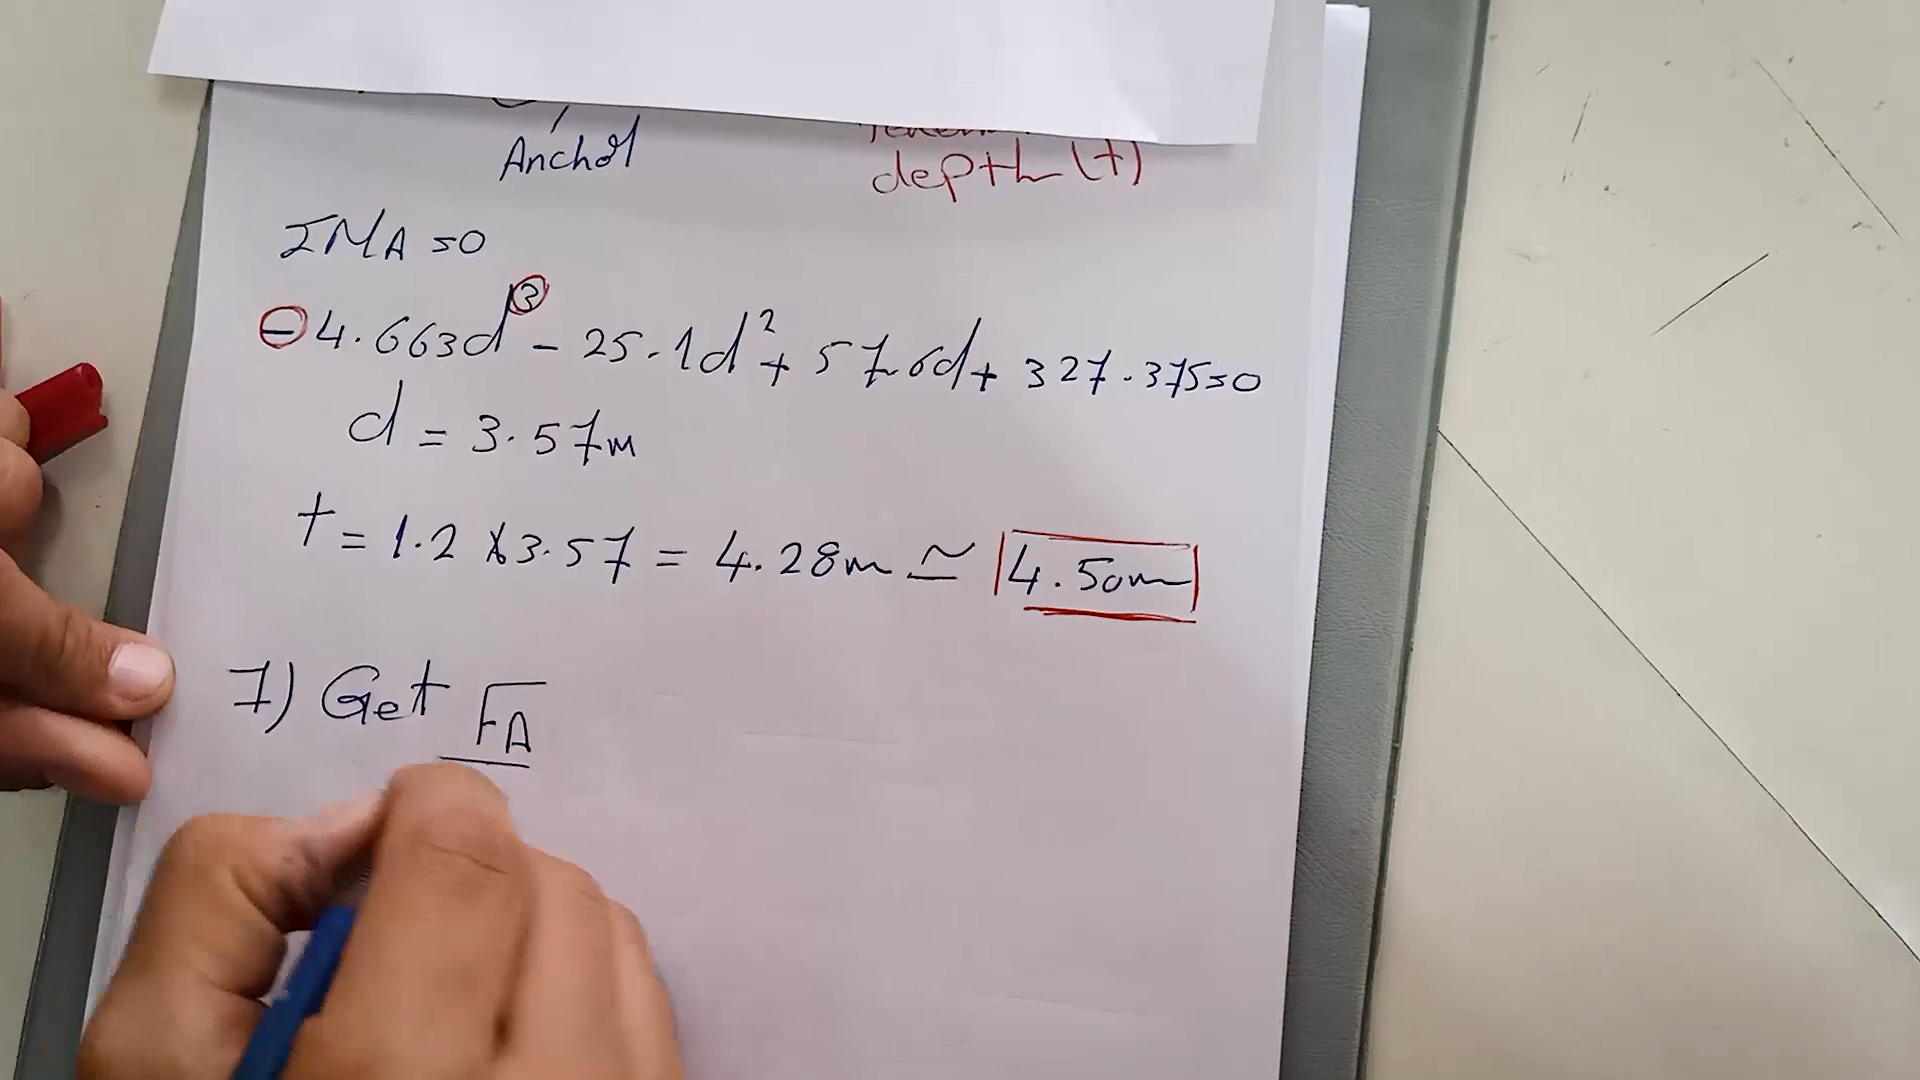 Anchor
depth (t)
ΣMA = 0
-4.663d³ - 25.1d² + 57.6d + 327.375 = 0
d = 3.57m
t = 1.2 x 3.57 = 4.28m ≃ 4.50m
7) Get FA